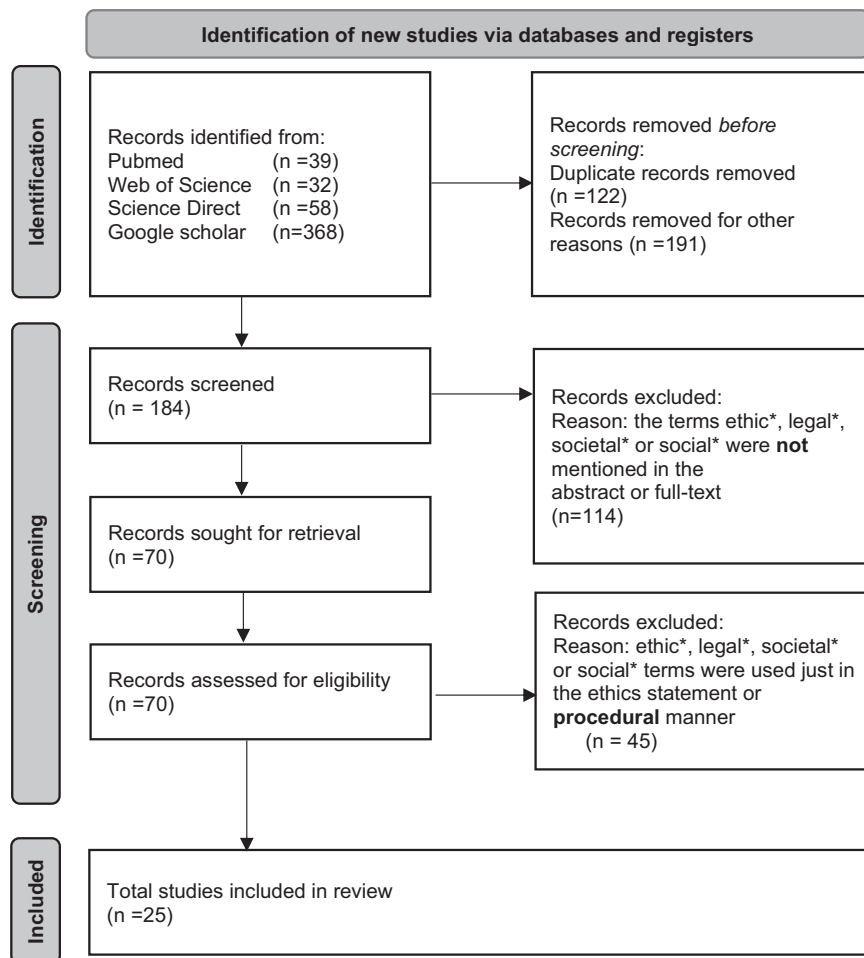 Identification of new studies via databases and registers
Identification
Records identified from:
Pubmed (n =39)
Web of Science (n =32)
Science Direct (n =58)
Google scholar (n=368)
Records removed before
screening:
Duplicate records removed
(n =122)
Records removed for other
reasons (n =191)
Screening
Records screened
(n = 184)
Records excluded:
Reason: the terms ethic*, legal*,
societal* or social* were not
mentioned in the
abstract or full-text
(n=114)
Records sought for retrieval
(n =70)
Records assessed for eligibility
(n =70)
Records excluded:
Reason: ethic*, legal*, societal*
or social* terms were used just in
the ethics statement or
procedural manner
(n = 45)
Included
Total studies included in review
(n =25)